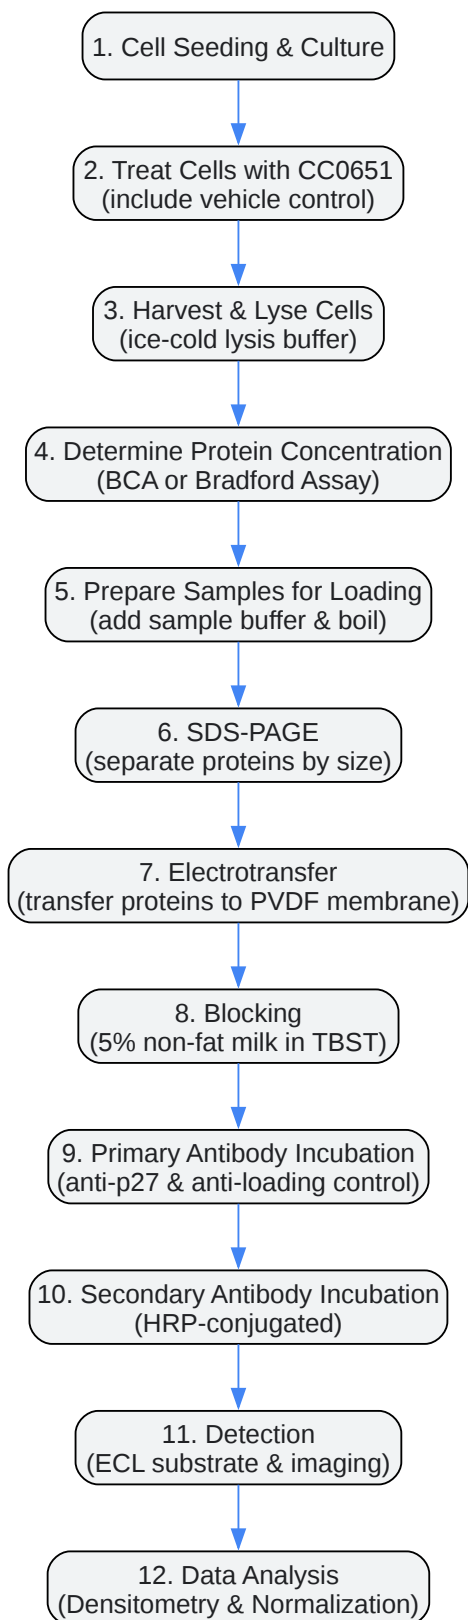 1. Cell Seeding & Culture
2. Treat Cells with CC0651
(include vehicle control)
3. Harvest & Lyse Cells
(ice-cold lysis buffer)
4. Determine Protein Concentration
(BCA or Bradford Assay)
5. Prepare Samples for Loading
(add sample buffer & boil)
6. SDS-PAGE
(separate proteins by size)
7. Electrotransfer
(transfer proteins to PVDF membrane)
8. Blocking
(5% non-fat milk in TBST)
9. Primary Antibody Incubation
(anti-p27 & anti-loading control)
10. Secondary Antibody Incubation
(HRP-conjugated)
11. Detection
(ECL substrate & imaging)
12. Data Analysis
(Densitometry & Normalization)